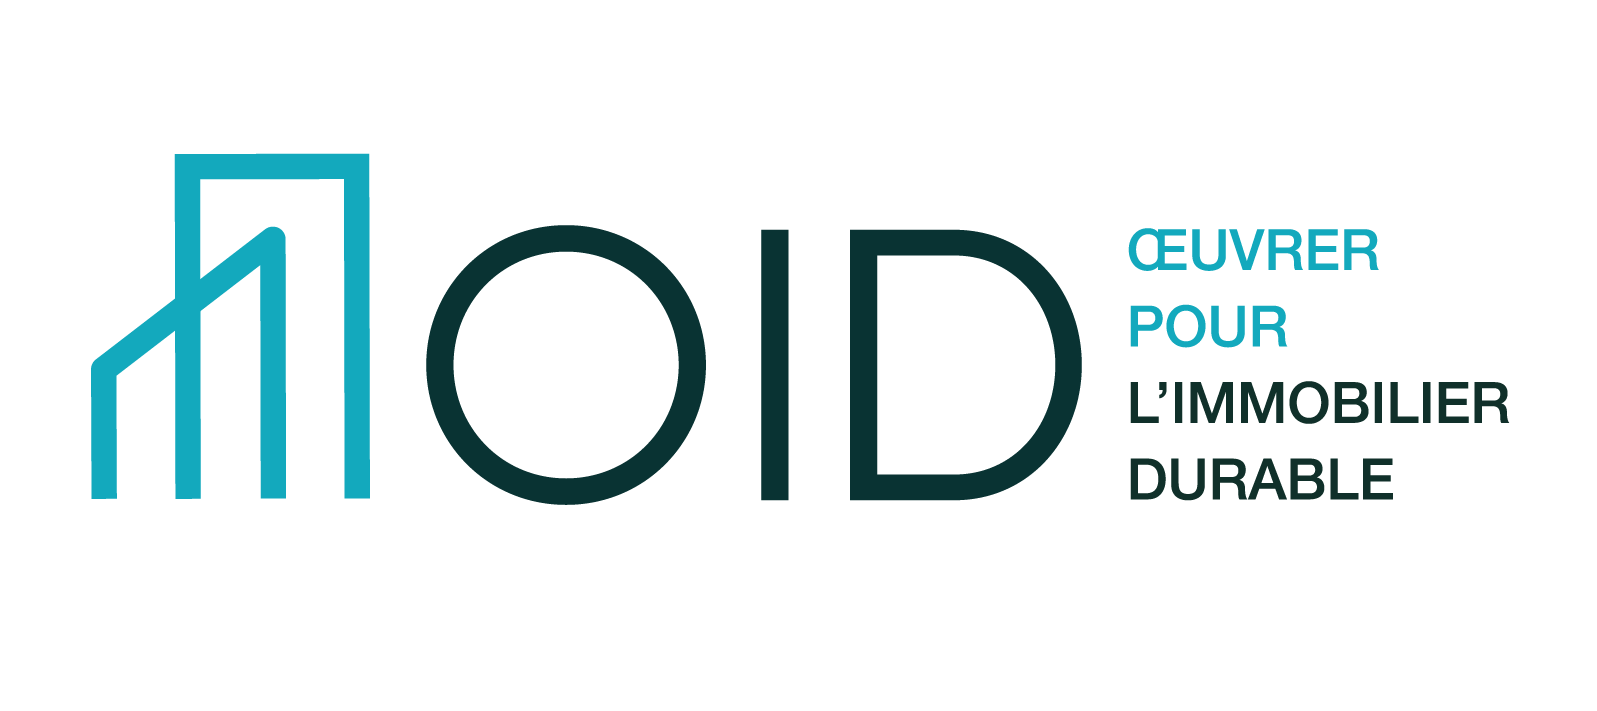 OID
ŒUVRER
POUR
L’IMMOBILIER
DURABLE